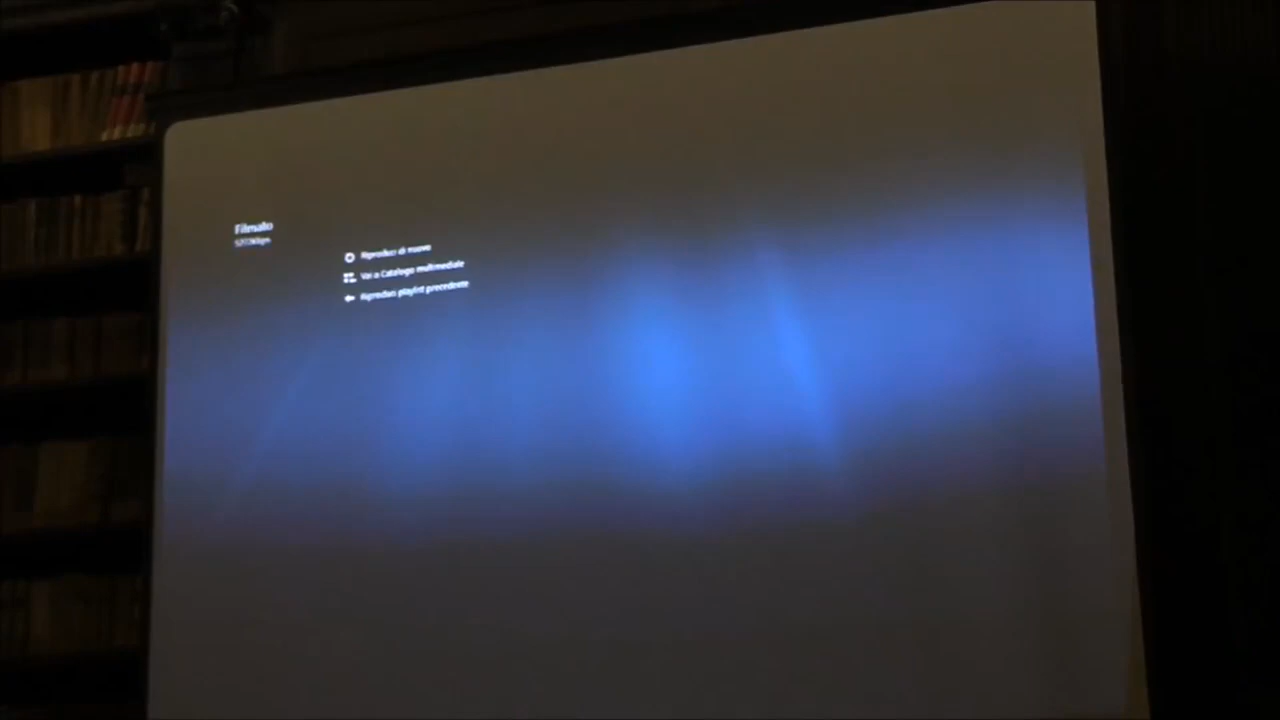 Filmato
Riproduci di nuovo
Vai a Catalogo multimediale
Riproduci playlist precedente